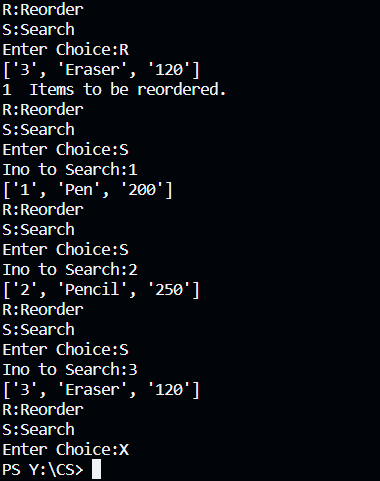 R:Reorder
S:Search
Enter Choice:R
['3', 'Eraser', '120']
1  Items to be reordered.
R:Reorder
S:Search
Enter Choice:S
Ino to Search:1
['1', 'Pen', '200']
R:Reorder
S:Search
Enter Choice:S
Ino to Search:2
['2', 'Pencil', '250']
R:Reorder
S:Search
Enter Choice:S
Ino to Search:3
['3', 'Eraser', '120']
R:Reorder
S:Search
Enter Choice:X
PS Y:\CS>